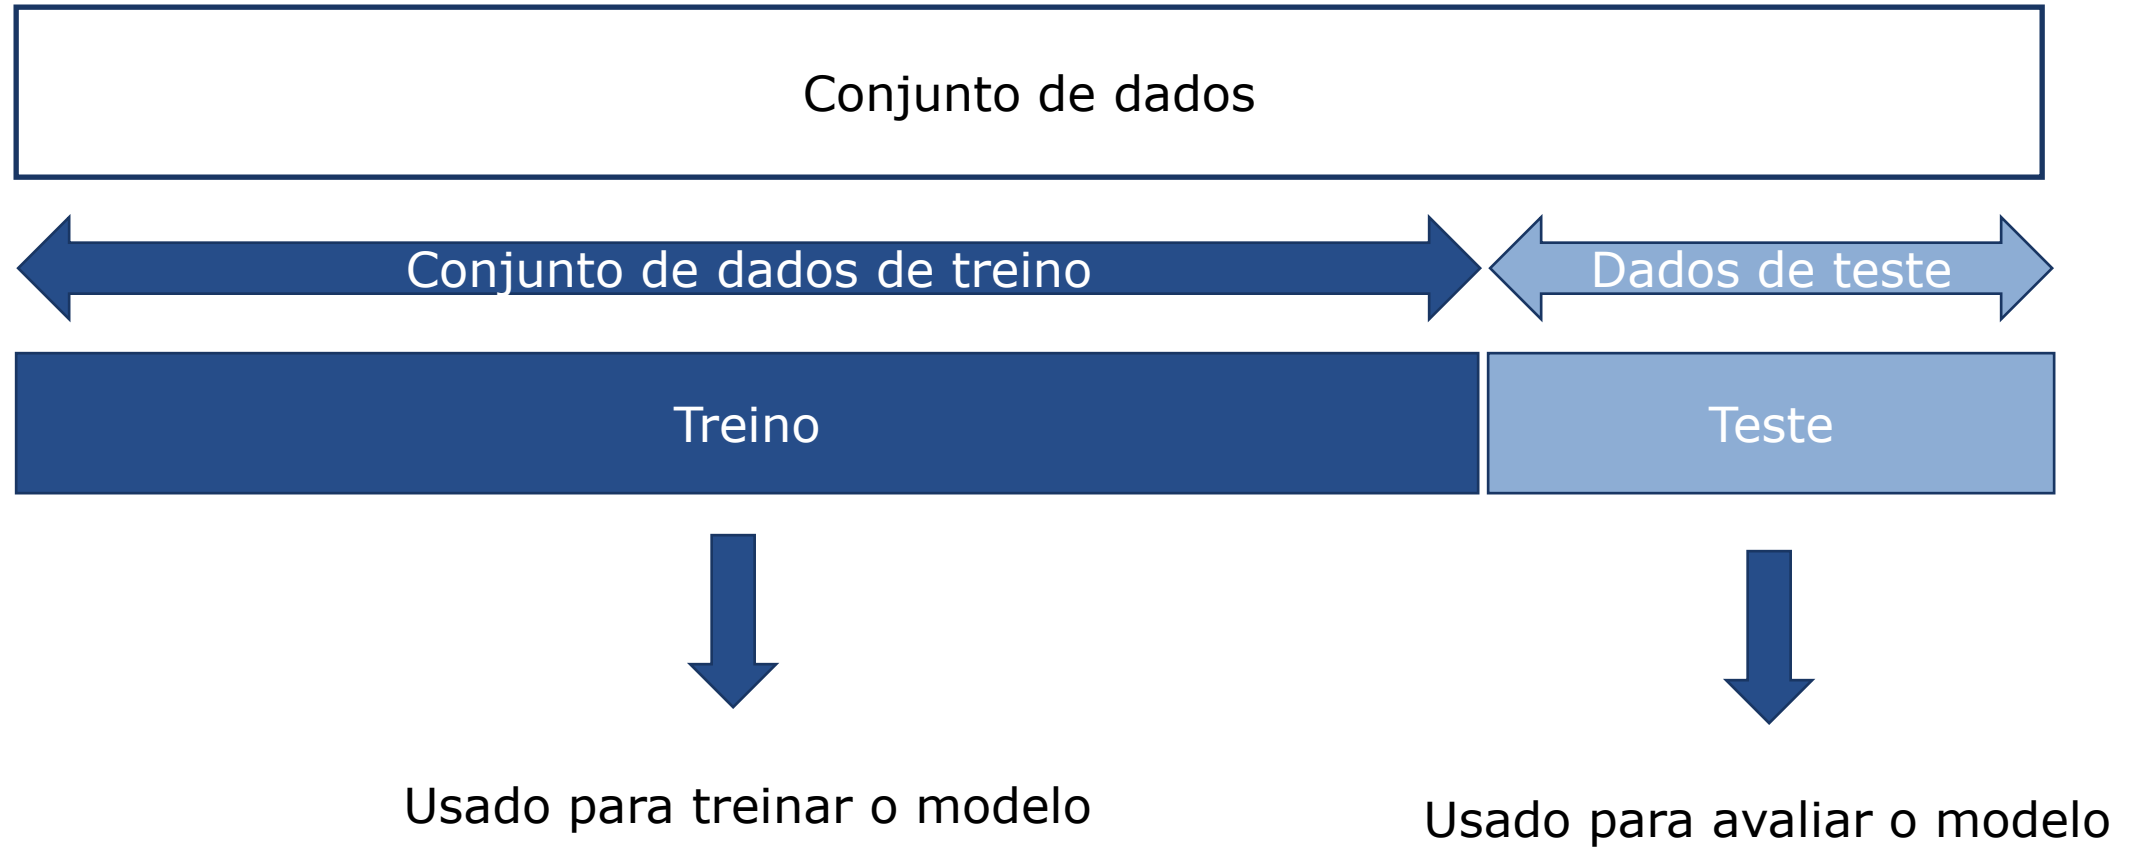 Conjunto de dados
Conjunto de dados de treino
Dados de teste
Treino
Teste
Usado para treinar o modelo
Usado para avaliar o modelo